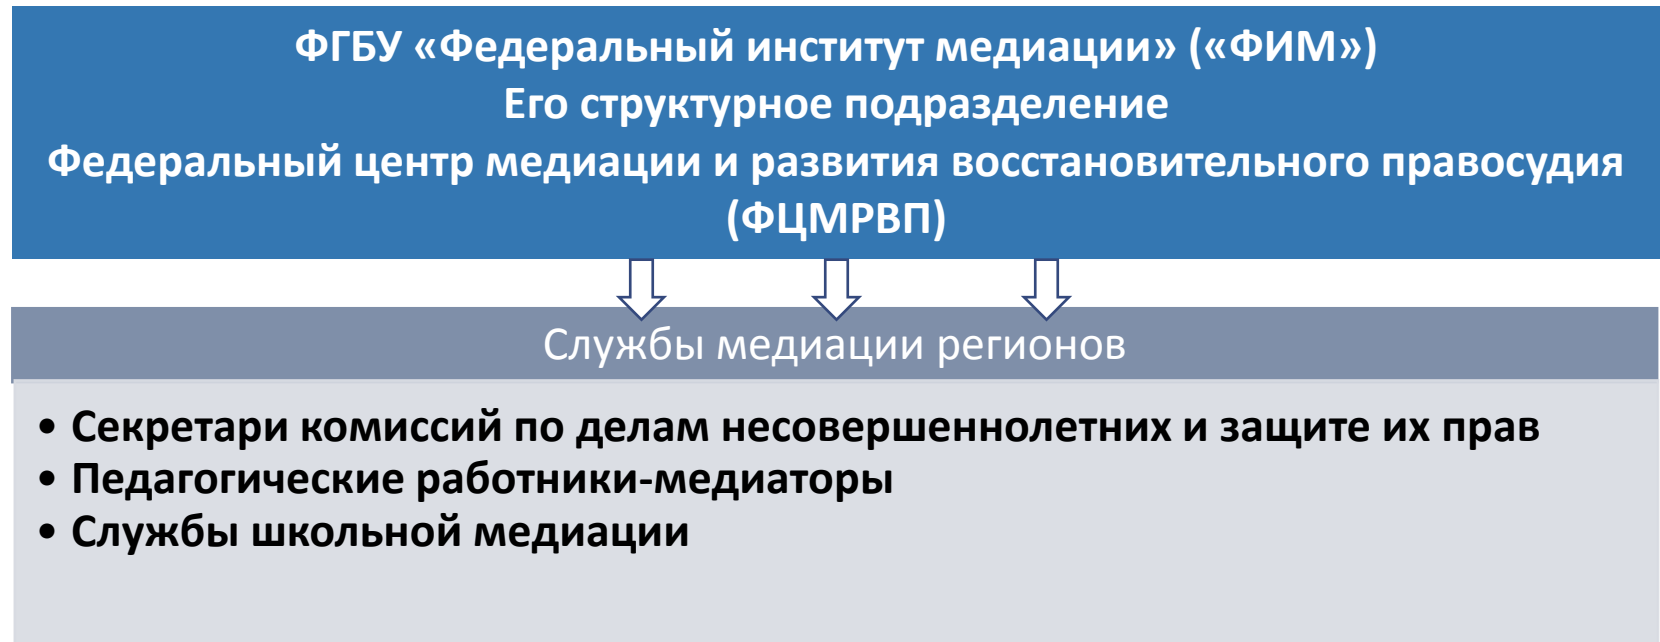 ФГБУ «Федеральный институт медиации» («ФИМ»)
Его структурное подразделение
Федеральный центр медиации и развития восстановительного правосудия
(ФЦМРВП)
Службы медиации регионов
• Секретари комиссий по делам несовершеннолетних и защите их прав
• Педагогические работники-медиаторы
• Службы школьной медиации